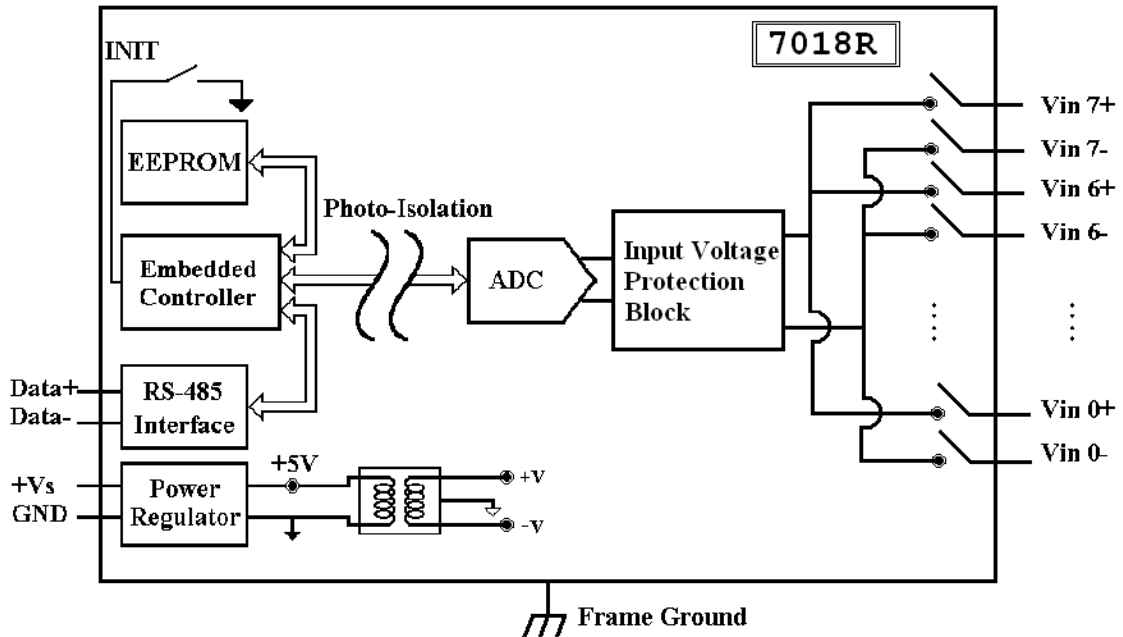 7018R
INIT
EEPROM
Photo-Isolation
Embedded
Controller
ADC
Input Voltage
Protection
Block
Vin 7+
Vin 7-
Vin 6+
Vin 6-
Vin 0+
Vin 0-
Data+
Data-
RS-485
Interface
+Vs
GND
Power
Regulator
+5V
+V
-V
Frame Ground